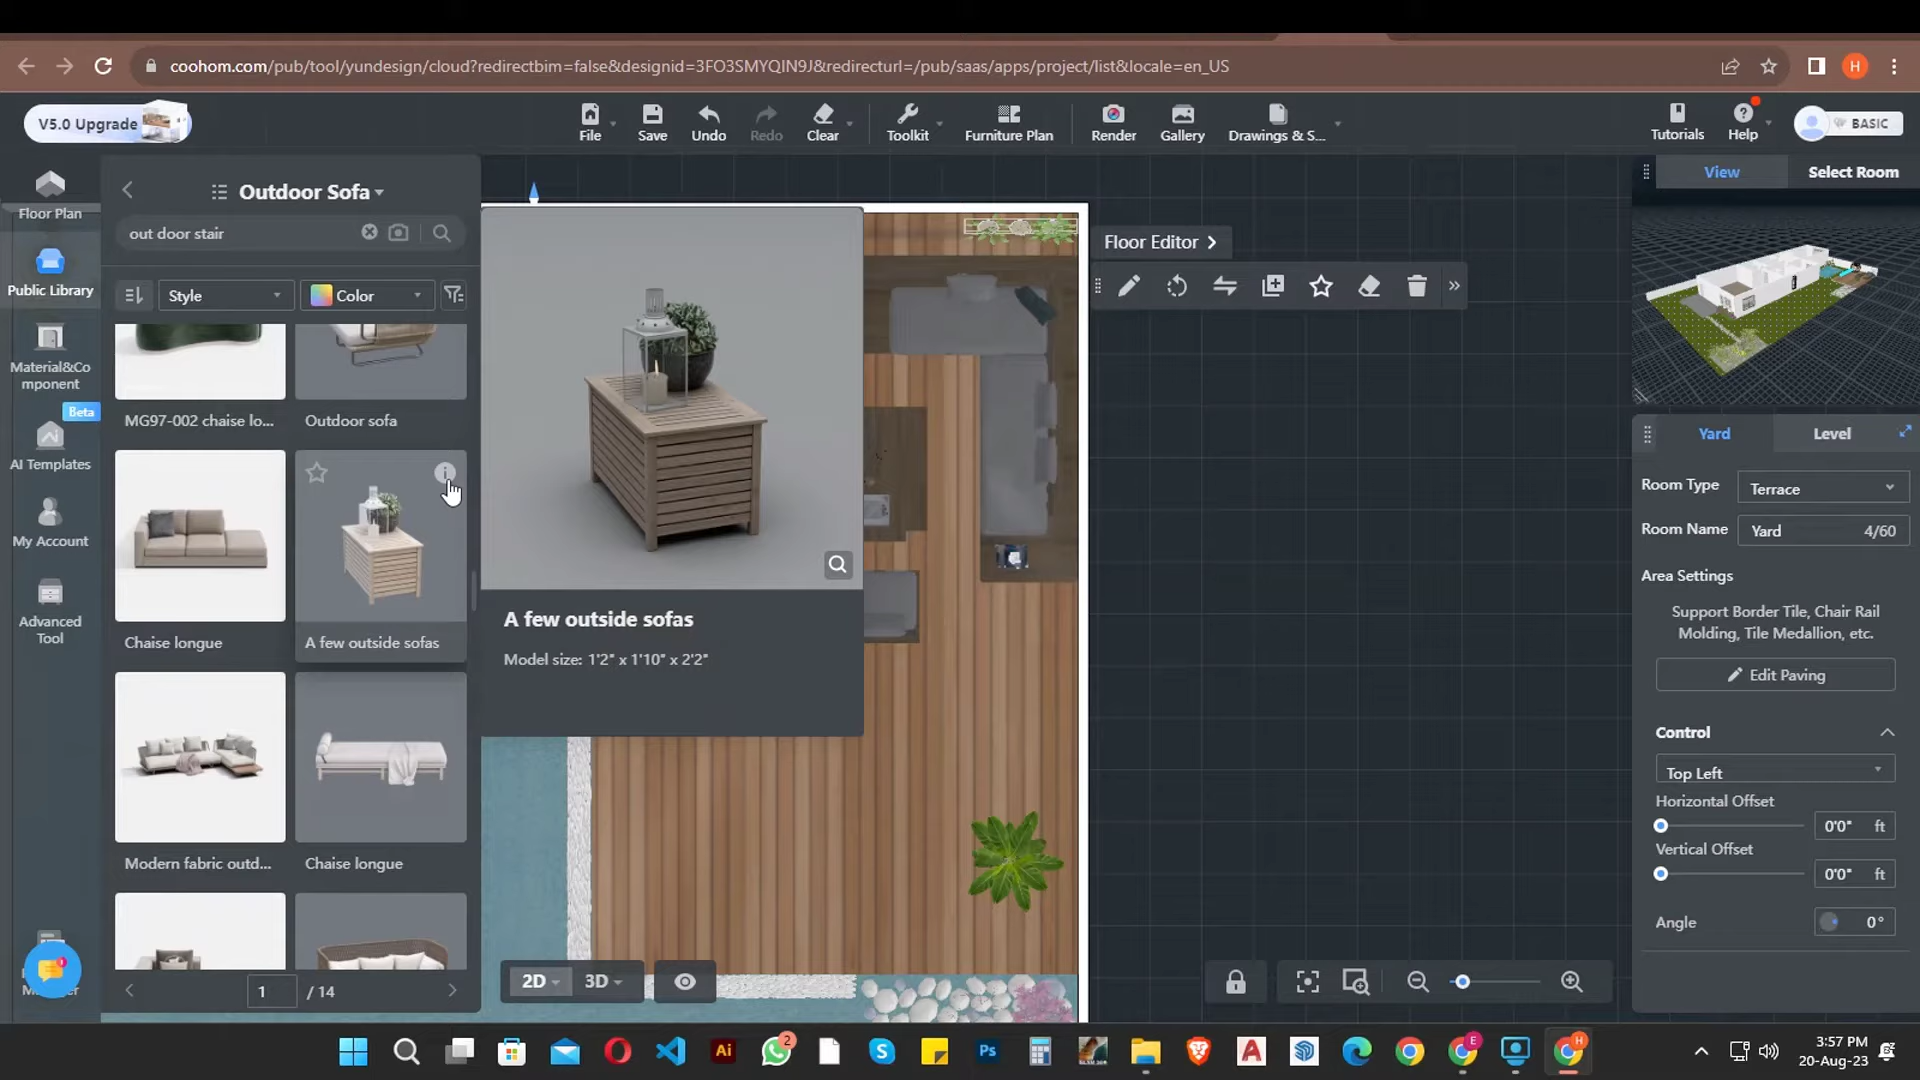 coohom.com/pub/tool/yundesign/cloud?redirectbim=false&designid=3FO3SMYQIN9J&redirecturl=/pub/saas/apps/project/list&locale=en_US
H
V5.0 Upgrade
File
Save
Undo
Redo
Clear
Toolkit
Furniture Plan
Render
Gallery
Drawings & S...
Tutorials
Help
BASIC
Floor Plan
Public Library
Material&Co
mponent
Beta
AI Templates
My Account
Advanced
Tool
Outdoor Sofa
out door stair
Style
Color
MG97-002 chaise lo...
Outdoor sofa
Chaise longue
A few outside sofas
Modern fabric outd...
Chaise longue
1 / 14
A few outside sofas
Model size: 1'2" x 1'10" x 2'2"
Floor Editor
2D
3D
View
Select Room
Yard
Level
Room Type
Terrace
Room Name
Yard
4/60
Area Settings
Support Border Tile, Chair Rail
Molding, Tile Medallion, etc.
Edit Paving
Control
Top Left
Horizontal Offset
0'0" ft
Vertical Offset
0'0" ft
Angle
0°
Ai
2
Ps
A
E
H
3:57 PM
20-Aug-23